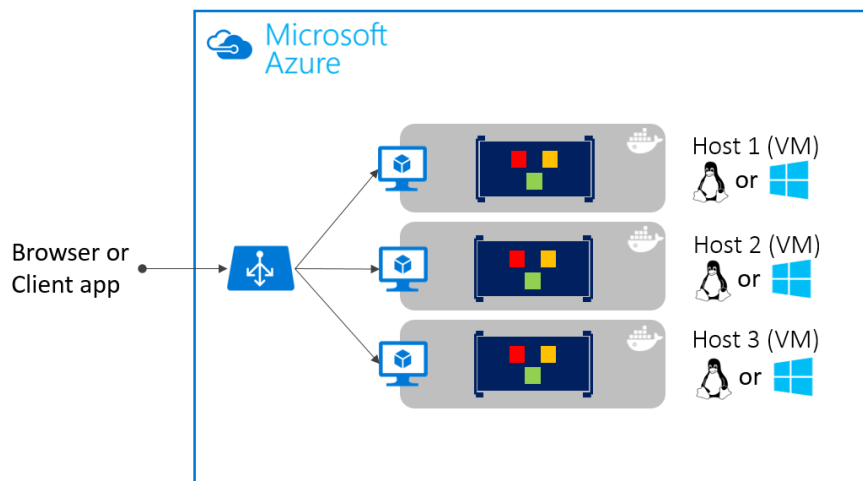 Microsoft
Azure
Host 1 (VM)
or
Browser or
Client app
Host 2 (VM)
or
Host 3 (VM)
or